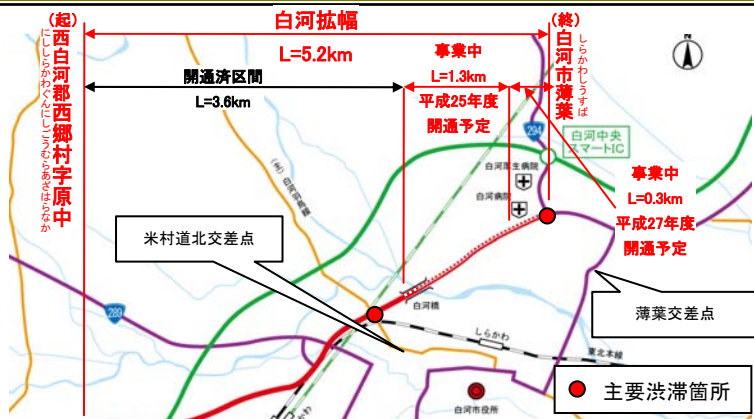 白河拡幅
L=5.2km
(起)西白河郡西郷村字原中
にししらかわぐんにしごうむらあざはらなか
(終)白河市薄葉
しらかわしうすば
開通済区間
L=3.6km
事業中
L=1.3km
平成25年度
開通予定
294
白河中央
スマートIC
白河厚生病院
白河病院
事業中
L=0.3km
平成27年度
開通予定
米村道北交差点
白河橋
薄葉交差点
289
しらかわ
東北本線
白河市役所
主要渋滞箇所